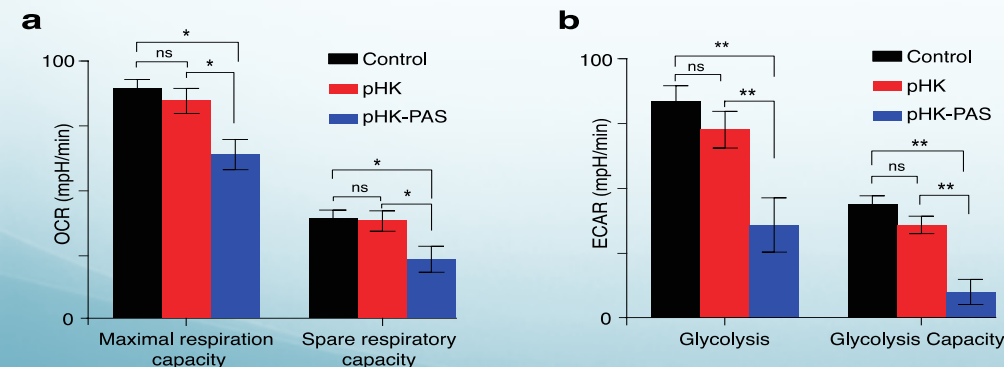 a
100
0
OCR (mpH/min)
*
ns
*
*
ns
*
Control
pHK
pHK-PAS
Maximal respiration
capacity
Spare respiratory
capacity
b
100
0
ECAR (mpH/min)
**
ns
**
**
ns
**
Control
pHK
pHK-PAS
Glycolysis
Glycolysis Capacity